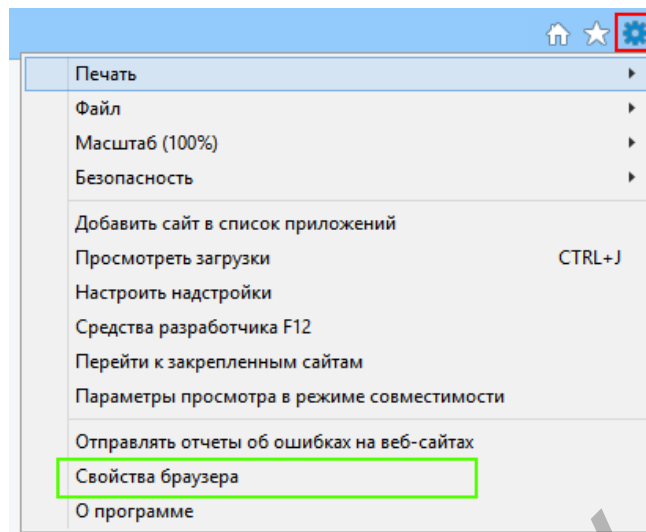 Печать
Файл
Масштаб (100%)
Безопасность
Добавить сайт в список приложений
Просмотреть загрузки CTRL+J
Настроить надстройки
Средства разработчика F12
Перейти к закрепленным сайтам
Параметры просмотра в режиме совместимости
Отправлять отчеты об ошибках на веб-сайтах
Свойства браузера
О программе